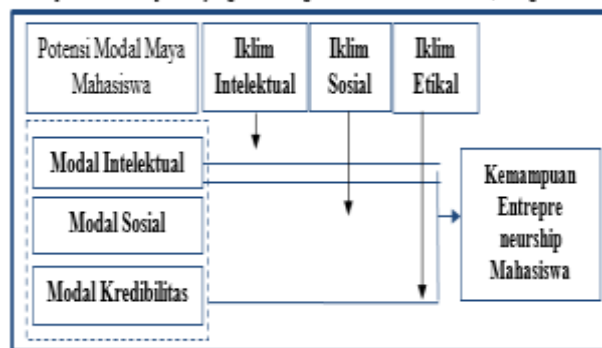 Potensi Modal Maya
Mahasiswa
Iklim
Intelektual
Iklim
Sosial
Iklim
Etikal
Modal Intelektual
Modal Sosial
Modal Kredibilitas
Kemampuan
Entrepre
neurship
Mahasiswa